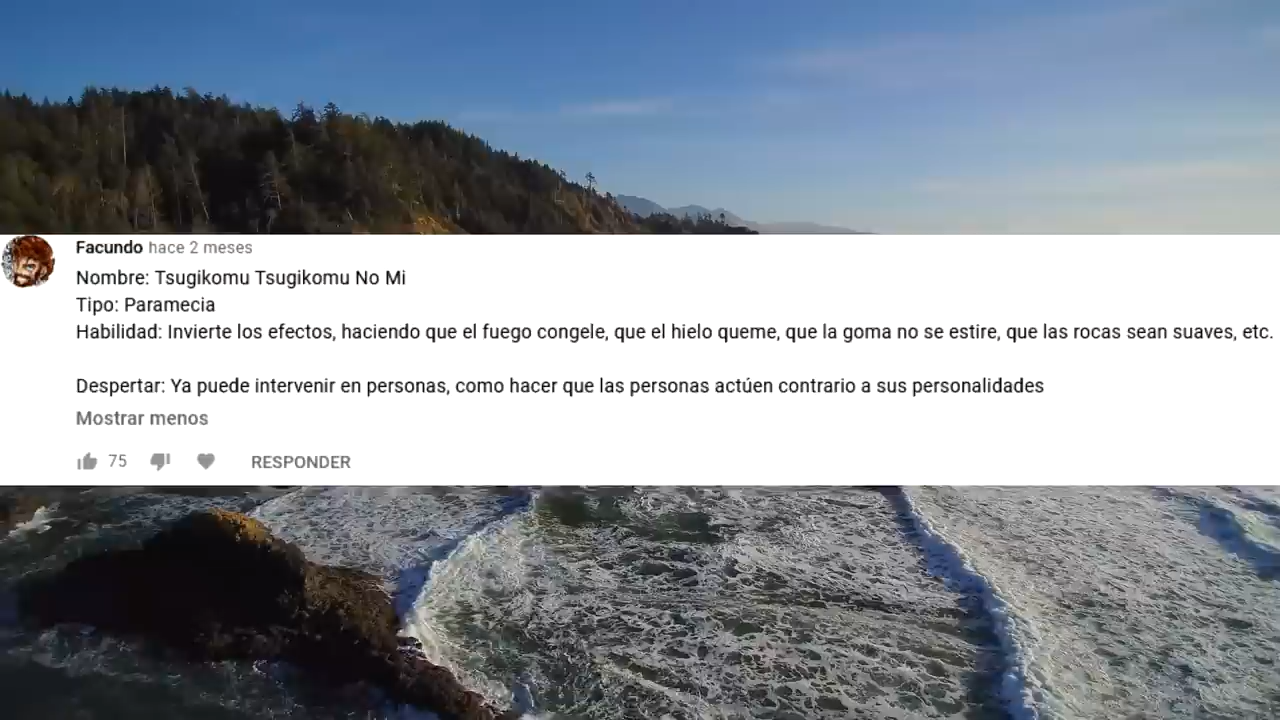 Facundo hace 2 meses
Nombre: Tsugikomu Tsugikomu No Mi
Tipo: Paramecia
Habilidad: Invierte los efectos, haciendo que el fuego congele, que el hielo queme, que la goma no se estire, que las rocas sean suaves, etc.
Despertar: Ya puede intervenir en personas, como hacer que las personas actúen contrario a sus personalidades
Mostrar menos
75 RESPONDER